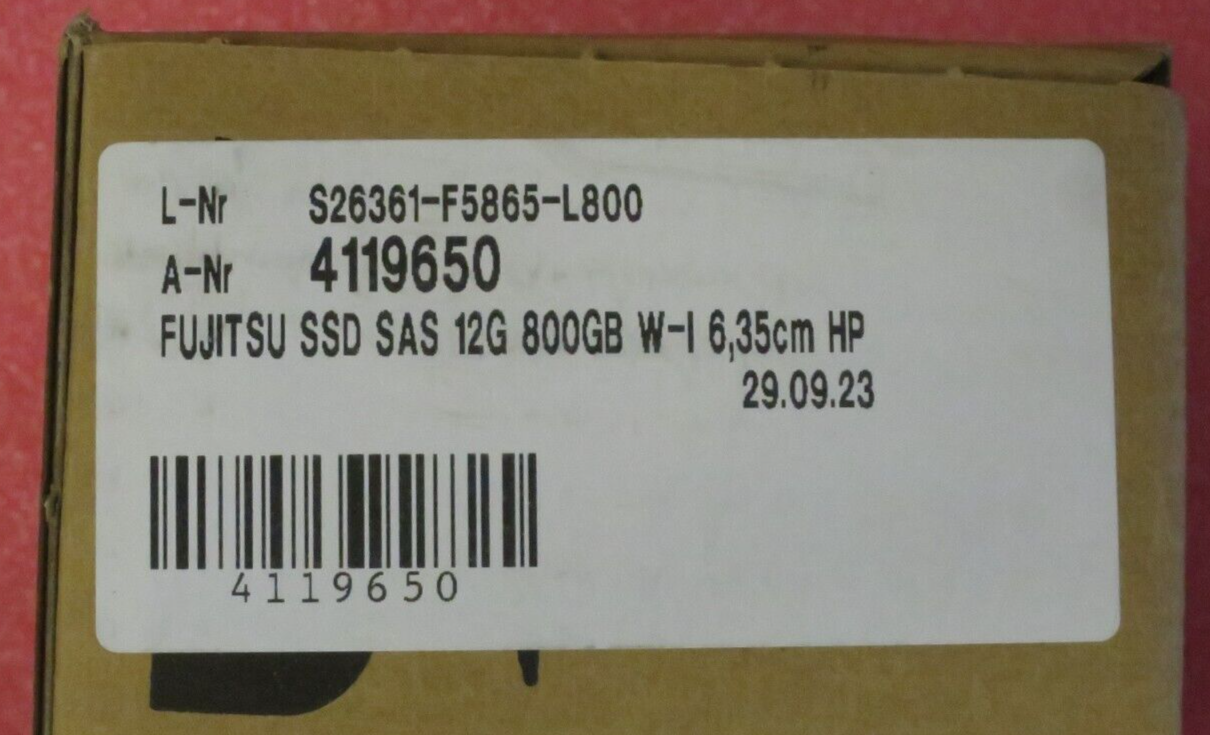 L-Nr S26361-F5865-L800
A-Nr 4119650
FUJITSU SSD SAS 12G 800GB W-I 6,35cm HP
29.09.23
4119650